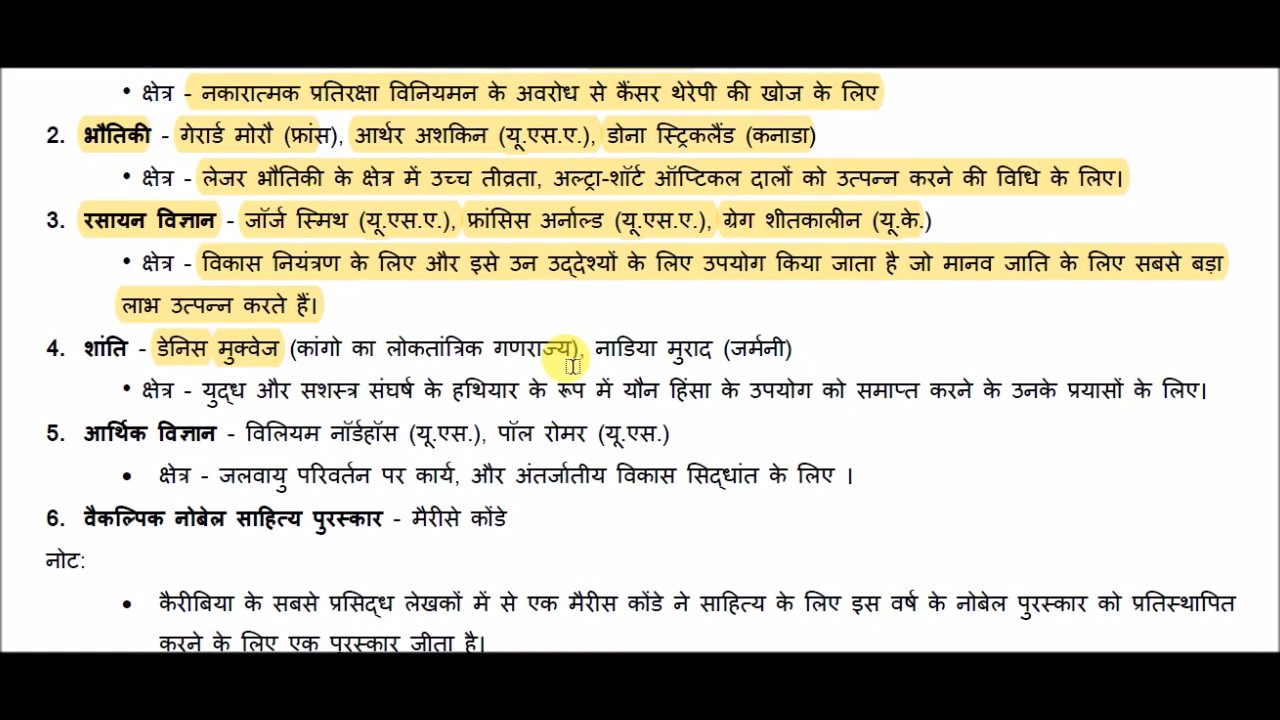 • क्षेत्र - नकारात्मक प्रतिरक्षा विनियमन के अवरोध से कैंसर थेरेपी की खोज के लिए
2. भौतिकी - गेरार्ड मोरौ (फ्रांस), आर्थर अशकिन (यू.एस.ए.), डोना स्ट्रिकलैंड (कनाडा)
• क्षेत्र - लेजर भौतिकी के क्षेत्र में उच्च तीव्रता, अल्ट्रा-शॉर्ट ऑप्टिकल दालों को उत्पन्न करने की विधि के लिए।
3. रसायन विज्ञान - जॉर्ज स्मिथ (यू.एस.ए.), फ्रांसिस अर्नाल्ड (यू.एस.ए.), ग्रेग शीतकालीन (यू.के.)
• क्षेत्र - विकास नियंत्रण के लिए और इसे उन उद्देश्यों के लिए उपयोग किया जाता है जो मानव जाति के लिए सबसे बड़ा
लाभ उत्पन्न करते हैं।
4. शांति - डेनिस मुक्वेज (कांगो का लोकतांत्रिक गणराज्य), नाडिया मुराद (जर्मनी)
• क्षेत्र - युद्ध और सशस्त्र संघर्ष के हथियार के रूप में यौन हिंसा के उपयोग को समाप्त करने के उनके प्रयासों के लिए।
5. आर्थिक विज्ञान - विलियम नॉर्डहॉस (यू.एस.), पॉल रोमर (यू.एस.)
• क्षेत्र - जलवायु परिवर्तन पर कार्य, और अंतर्जातीय विकास सिद्धांत के लिए ।
6. वैकल्पिक नोबेल साहित्य पुरस्कार - मैरीसे कोंडे
नोट:
• कैरीबिया के सबसे प्रसिद्ध लेखकों में से एक मैरीस कोंडे ने साहित्य के लिए इस वर्ष के नोबेल पुरस्कार को प्रतिस्थापित
करने के लिए एक पुरस्कार जीता है।